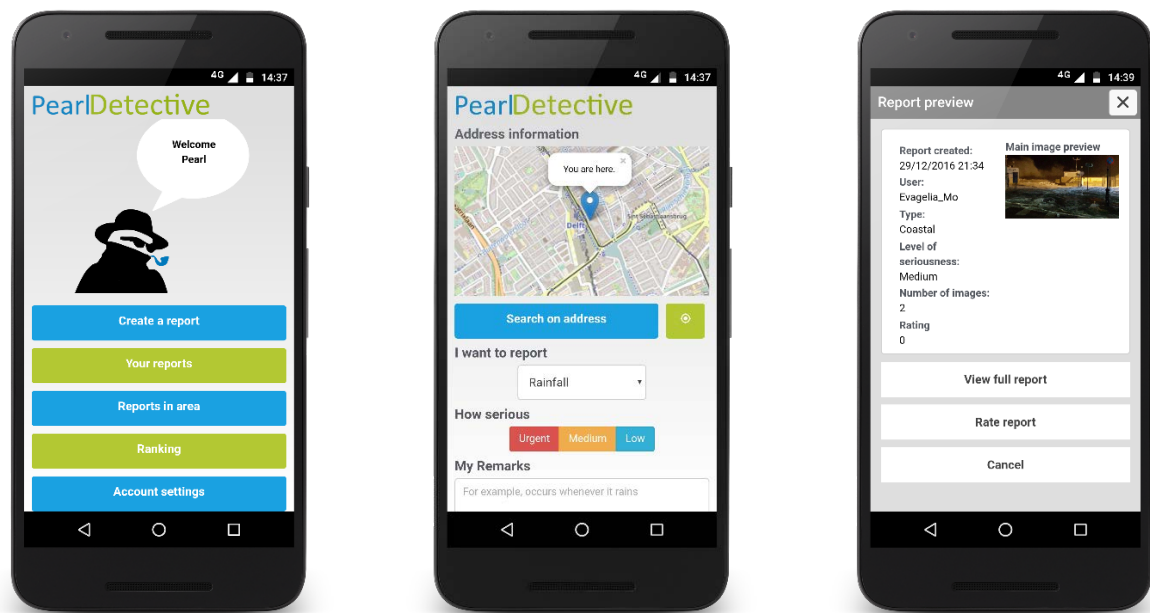 4G 14:37
PearlDetective
Welcome
Pearl
Create a report
Your reports
Reports in area
Ranking
Account settings
4G 14:37
PearlDetective
Address information
You are here.
×
Delft
Search on address
I want to report
Rainfall
How serious
Urgent Medium Low
My Remarks
For example, occurs whenever it rains
4G 14:39
Report preview
Report created:
29/12/2016 21:34
User:
Evagelia_Mo
Type:
Coastal
Level of
seriousness:
Medium
Number of images:
2
Rating
0
Main image preview
View full report
Rate report
Cancel